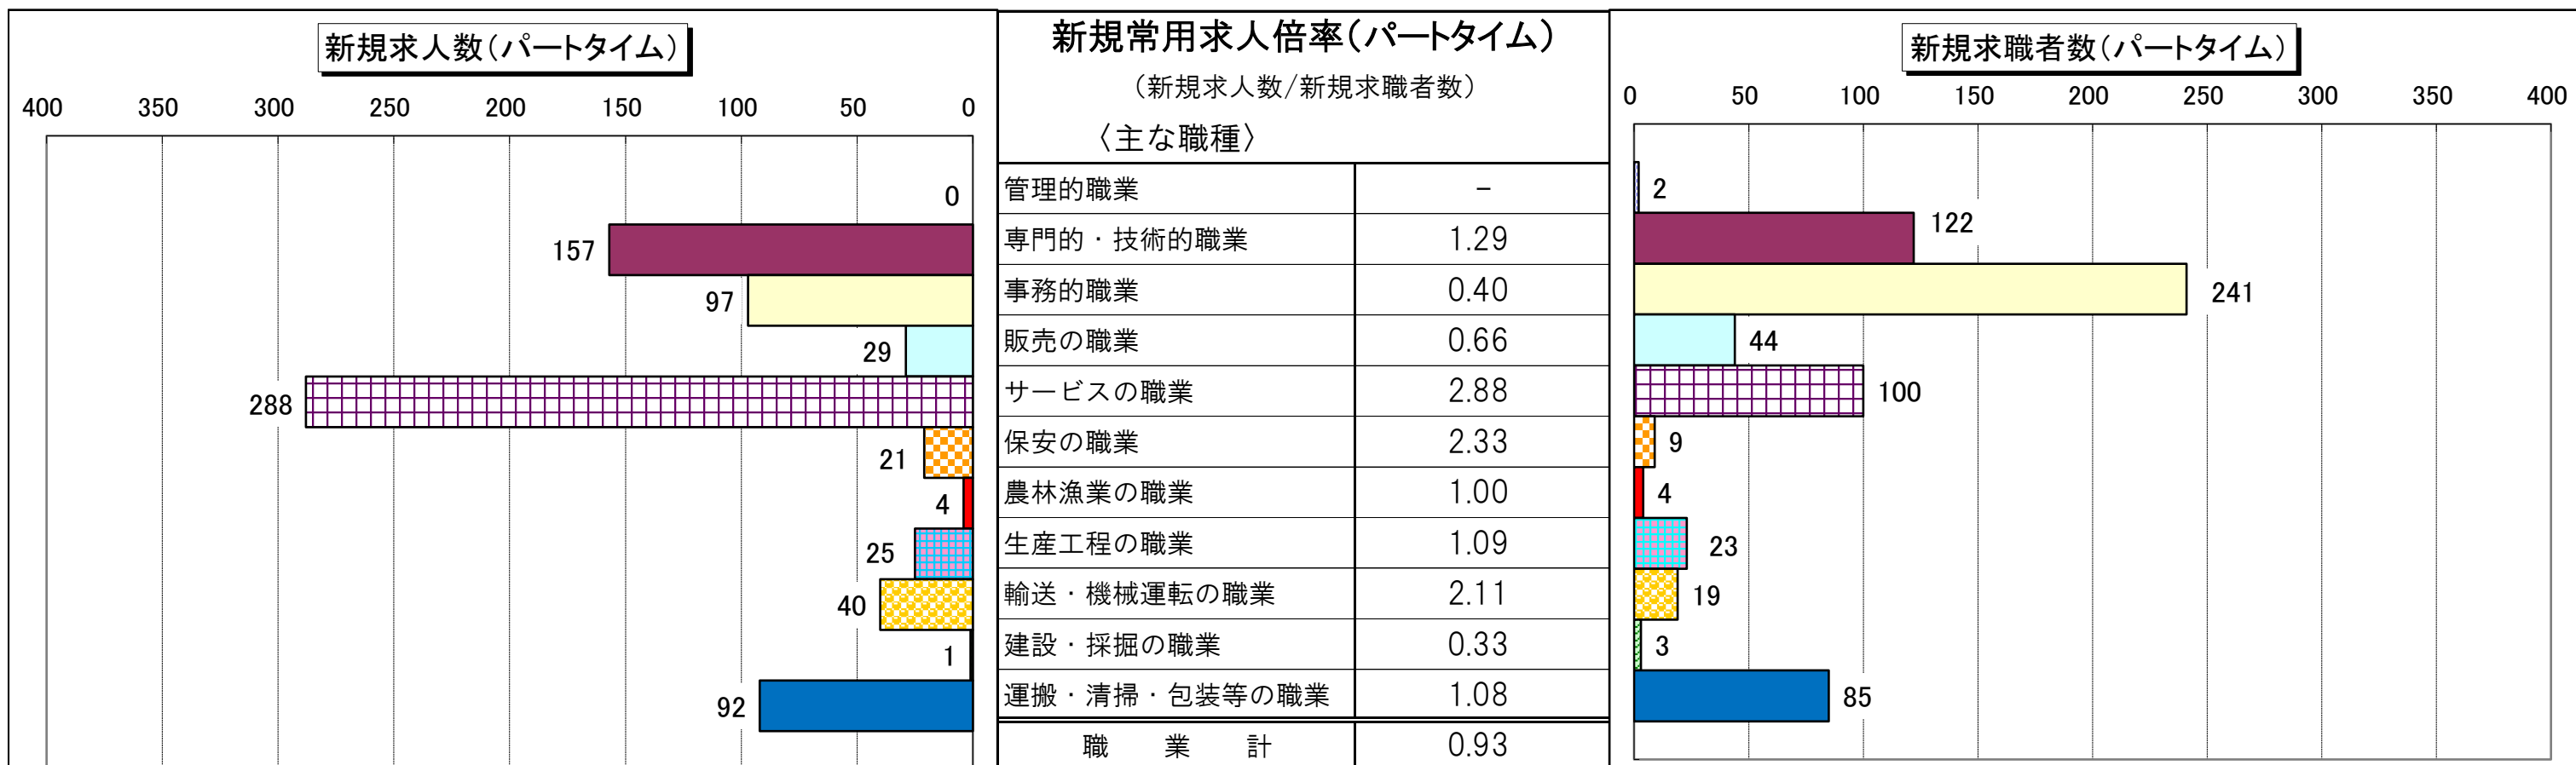 新規求人数(パートタイム)
400 350 300 250 200 150 100 50 0
0
157
97
29
288
21
4
25
40
1
92
新規常用求人倍率(パートタイム)
(新規求人数/新規求職者数)
〈主な職種〉
管理的職業 －
専門的・技術的職業 1.29
事務的職業 0.40
販売の職業 0.66
サービスの職業 2.88
保安の職業 2.33
農林漁業の職業 1.00
生産工程の職業 1.09
輸送・機械運転の職業 2.11
建設・採掘の職業 0.33
運搬・清掃・包装等の職業 1.08
職 業 計 0.93
新規求職者数(パートタイム)
0 50 100 150 200 250 300 350 400
2
122
241
44
100
9
4
23
19
3
85